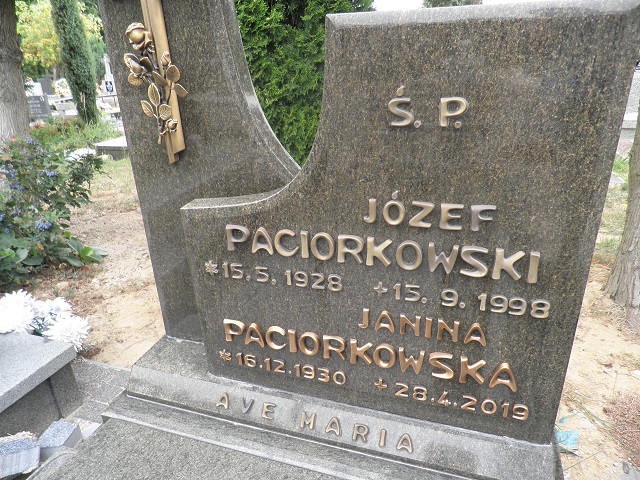 Ś. P.
JÓZEF
PACIORKOWSKI
* 15. 5. 1928 + 15. 9. 1998
JANINA
PACIORKOWSKA
* 16.12.1930 + 28.4.2019
AVE MARIA